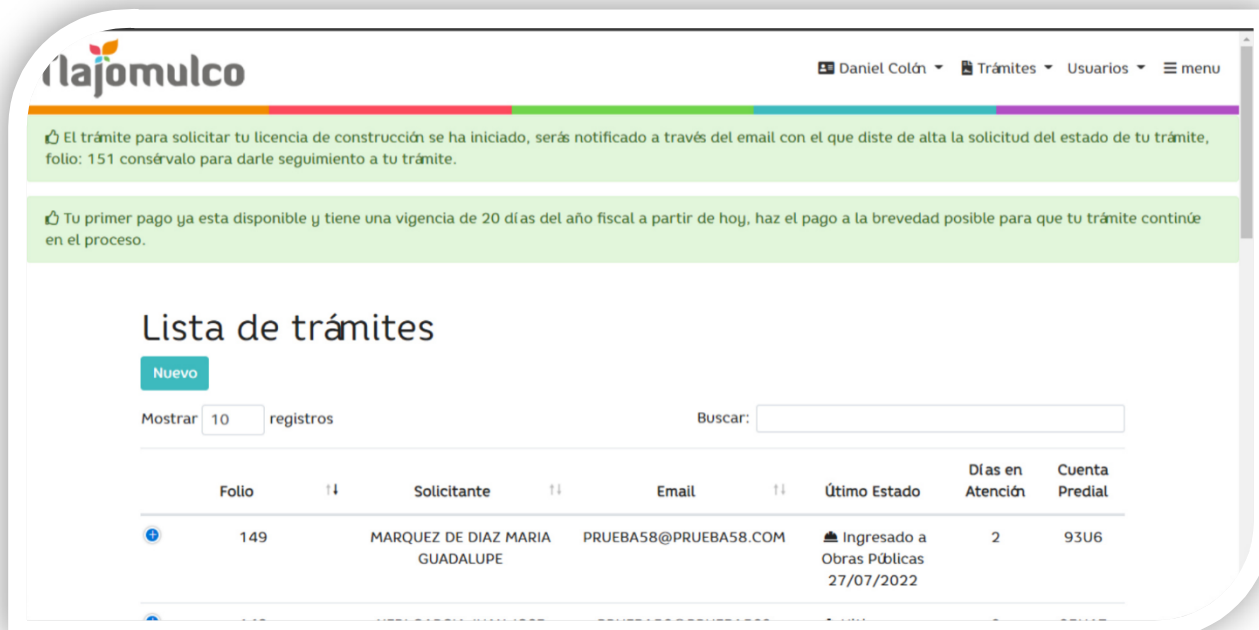 Tlajomulco
Daniel Colón Trámites Usuarios menu
El trámite para solicitar tu licencia de construcción se ha iniciado, serás notificado a través del email con el que diste de alta la solicitud del estado de tu trámite,
folio: 151 consérvalo para darle seguimiento a tu trámite.
Tu primer pago ya esta disponible y tiene una vigencia de 20 días del año fiscal a partir de hoy, haz el pago a la brevedad posible para que tu trámite continúe
en el proceso.
Lista de trámites
Nuevo
Mostrar 10 registros Buscar:
Días en Cuenta
Folio Solicitante Email Útimo Estado Atención Predial
149 MARQUEZ DE DIAZ MARIA PRUEBA58@PRUEBA58.COM Ingresado a 2 93U6
GUADALUPE Obras Públicas
27/07/2022